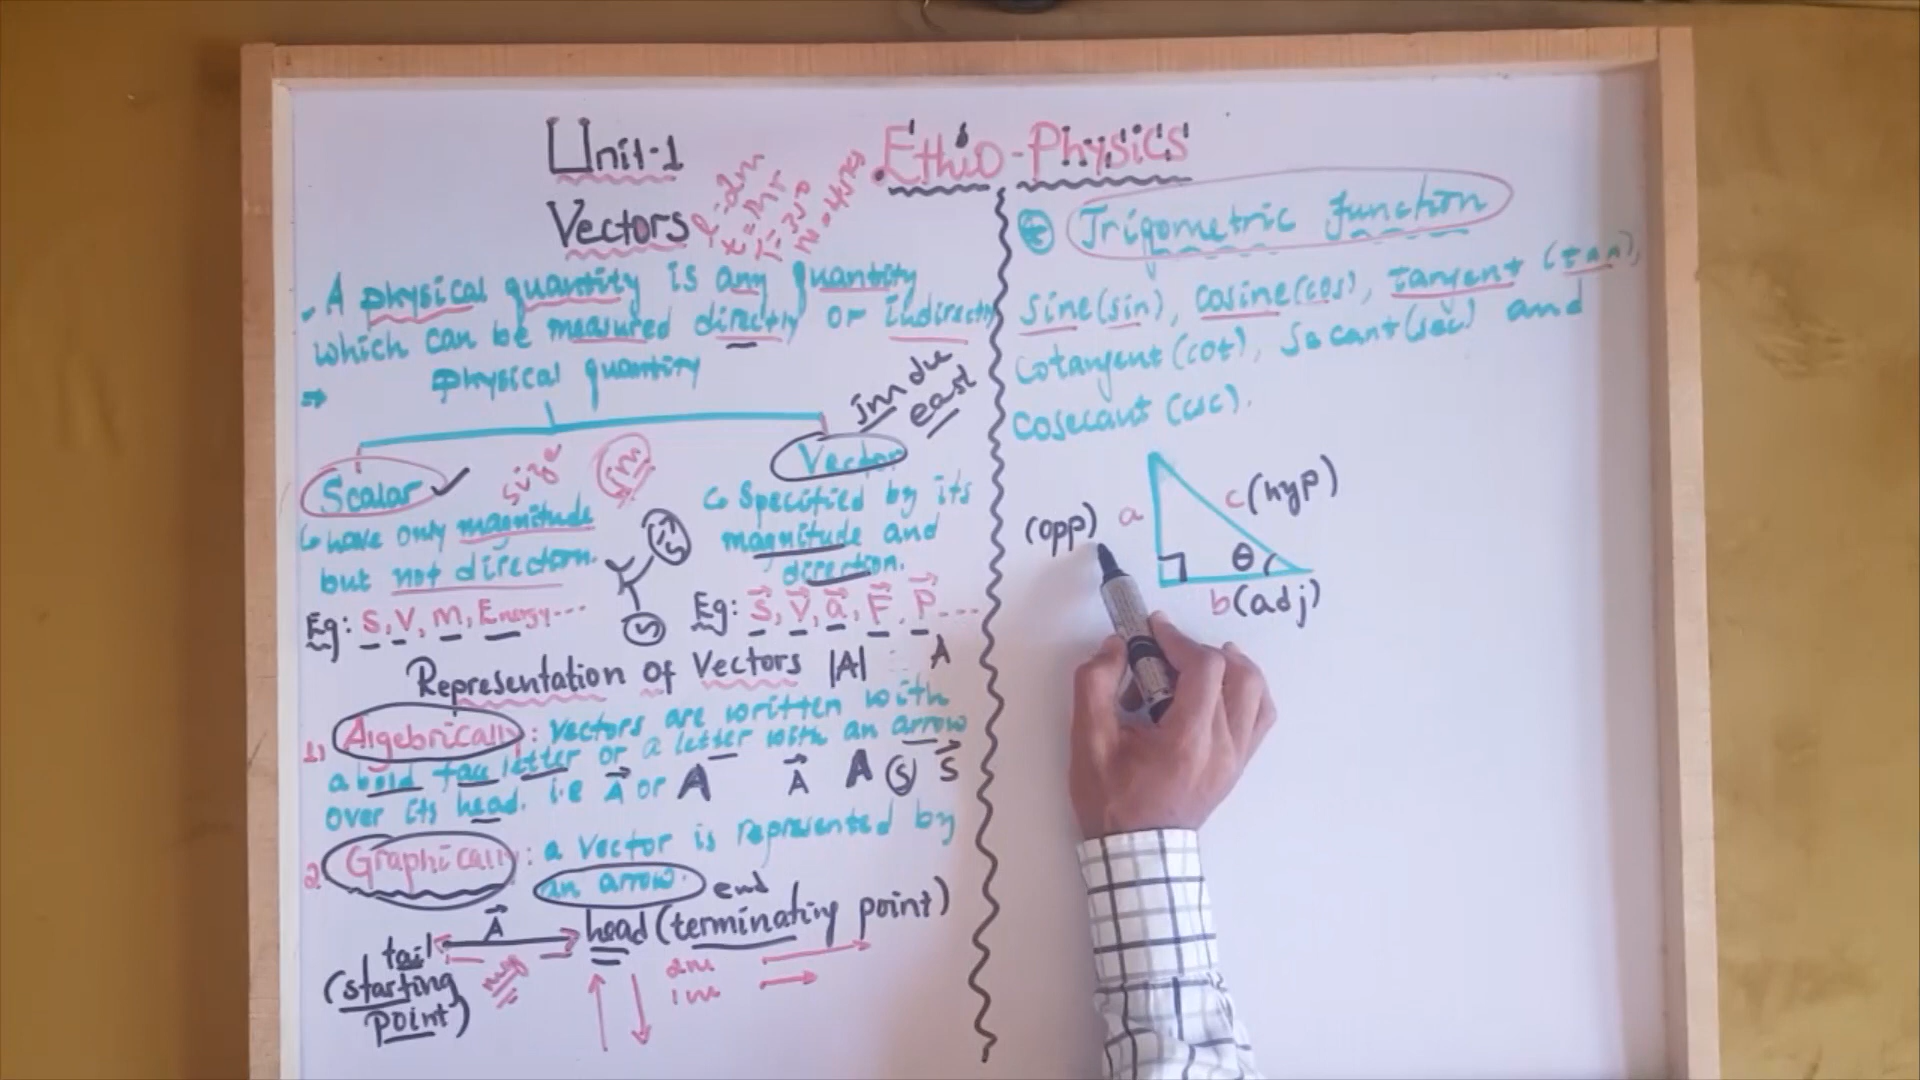 Unit-1
Vectors
Ethio-Physics
- A physical quantity is any quantity
which can be measured directly or Indirectly
⇒ physical quantity
1m due
east
Scalar ✓
size
1m
Vector
↳ have only magnitude
but not direction.
Eg: S, V, m, Energy...
↳ Specified by its
magnitude and
direction.
Eg: S⃗, V⃗, a⃗, F⃗, P⃗ ....
Representation of Vectors |A| A
1, Algebrically: vectors are written with
a bold face letter or a letter with an arrow
over its head. i.e A⃗ or A A⃗ A S S⃗
2. Graphically: a Vector is represented by
an arrow. end
head (terminating point)
A⃗
tail
(starting
point)
2m
1m
Trigometric function
Sine(sin), Cosine(cos), tangent (tan),
Cotangent (cot), Secant(sec) and
Cosecant (csc).
(opp) a
c(hyp)
θ
b(adj)